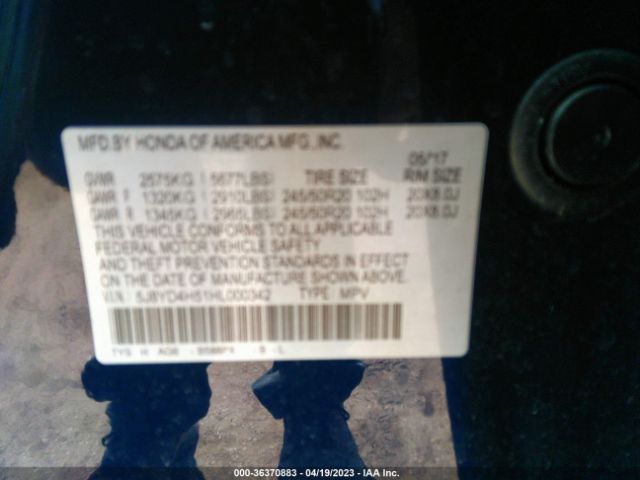 MFD. BY HONDA OF AMERICA MFG., INC. 05/17
GVWR 2575KG ( 5677LBS) TIRE SIZE RIM SIZE
GAWR F 1320KG ( 2910LBS) 245/50R20 102H 20X8.0J
GAWR R 1345KG ( 2965LBS) 245/50R20 102H 20X8.0J
THIS VEHICLE CONFORMS TO ALL APPLICABLE
FEDERAL MOTOR VEHICLE SAFETY
AND THEFT PREVENTION STANDARDS IN EFFECT
ON THE DATE OF MANUFACTURE SHOWN ABOVE.
V.I.N. 5J8YD4H51HL000342 TYPE MPV
TYS H A06 - L
000-36370883 - 04/19/2023 - IAA Inc.